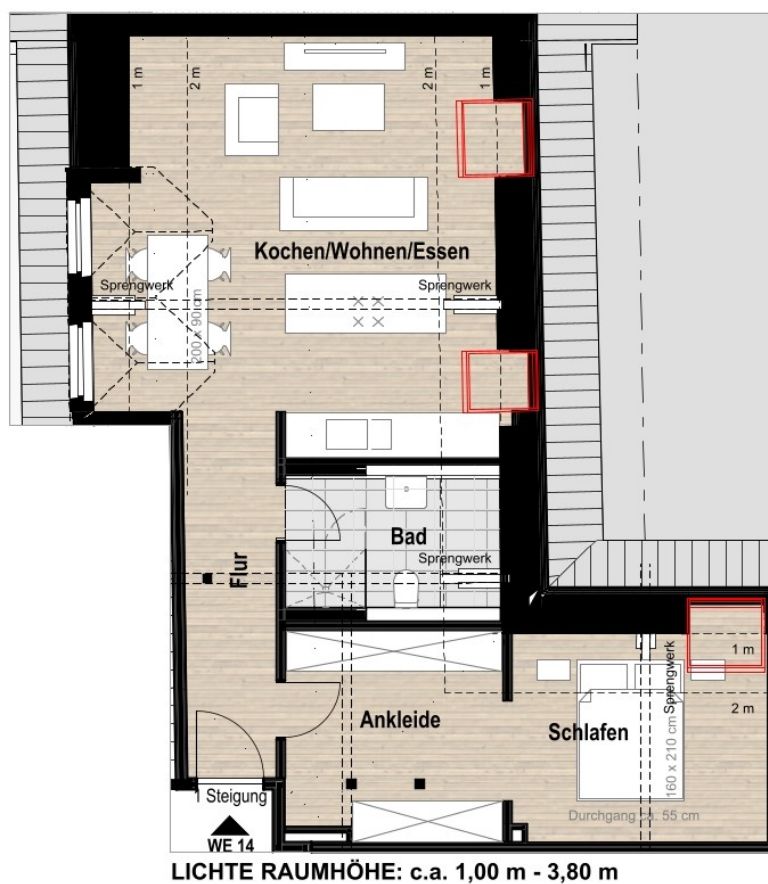 1 m
2 m
2 m
1 m
Kochen/Wohnen/Essen
Sprengwerk
Sprengwerk
200 x 90 cm
Bad
Sprengwerk
Flur
1 m
Sprengwerk
2 m
Ankleide
Schlafen
160 x 210 cm
1 Steigung
Durchgang ca. 55 cm
WE 14
LICHTE RAUMHÖHE: c.a. 1,00 m - 3,80 m